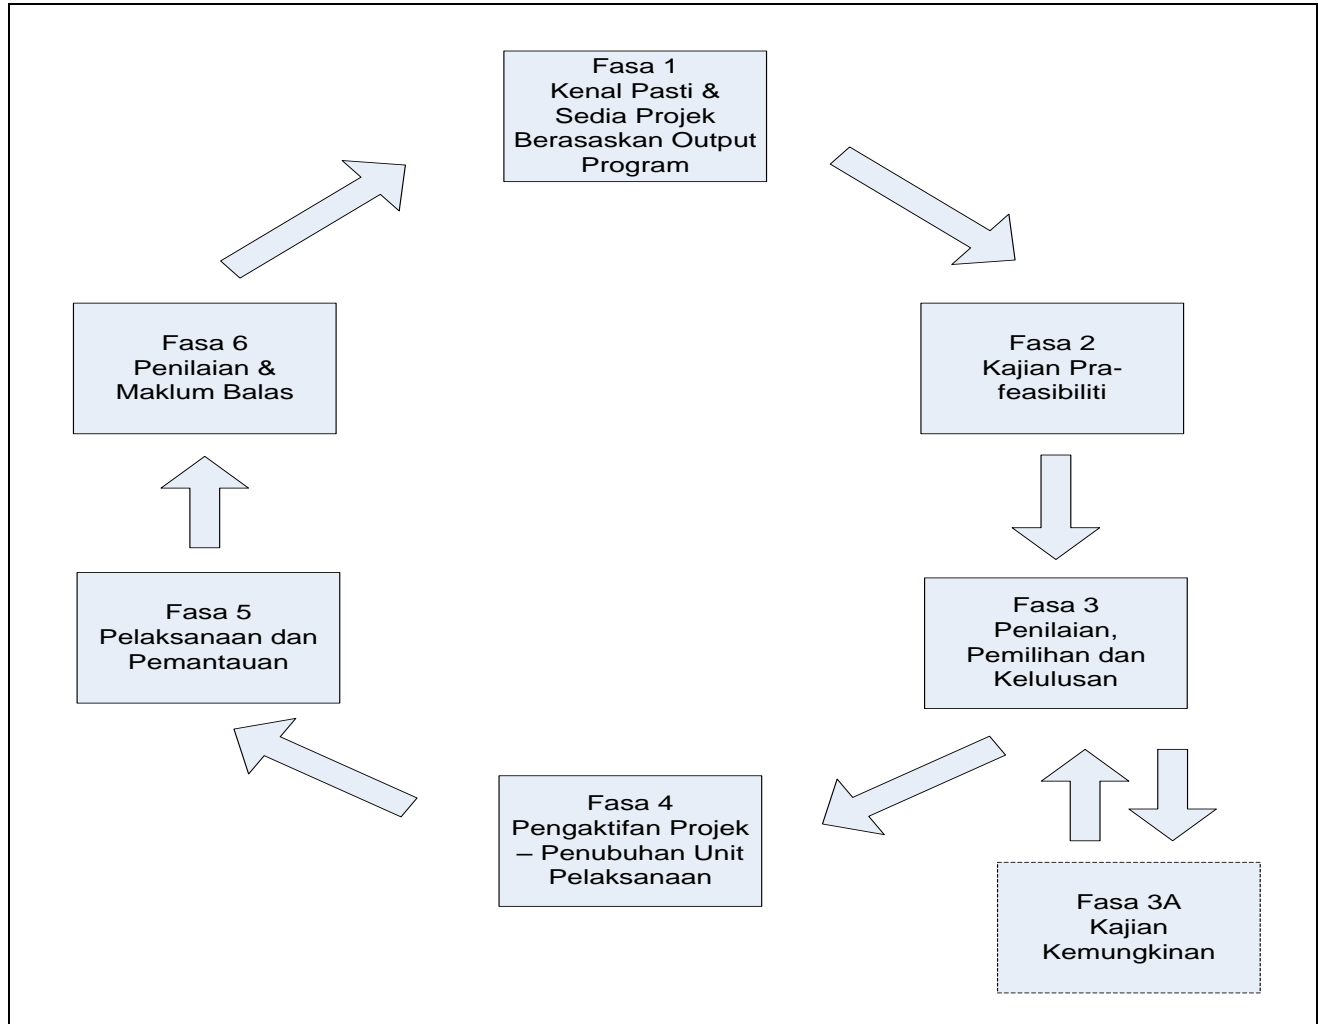 Fasa 1
Kenal Pasti &
Sedia Projek
Berasaskan Output
Program
Fasa 2
Kajian Pra-
feasibiliti
Fasa 3
Penilaian,
Pemilihan dan
Kelulusan
Fasa 3A
Kajian
Kemungkinan
Fasa 4
Pengaktifan Projek
– Penubuhan Unit
Pelaksanaan
Fasa 5
Pelaksanaan dan
Pemantauan
Fasa 6
Penilaian &
Maklum Balas